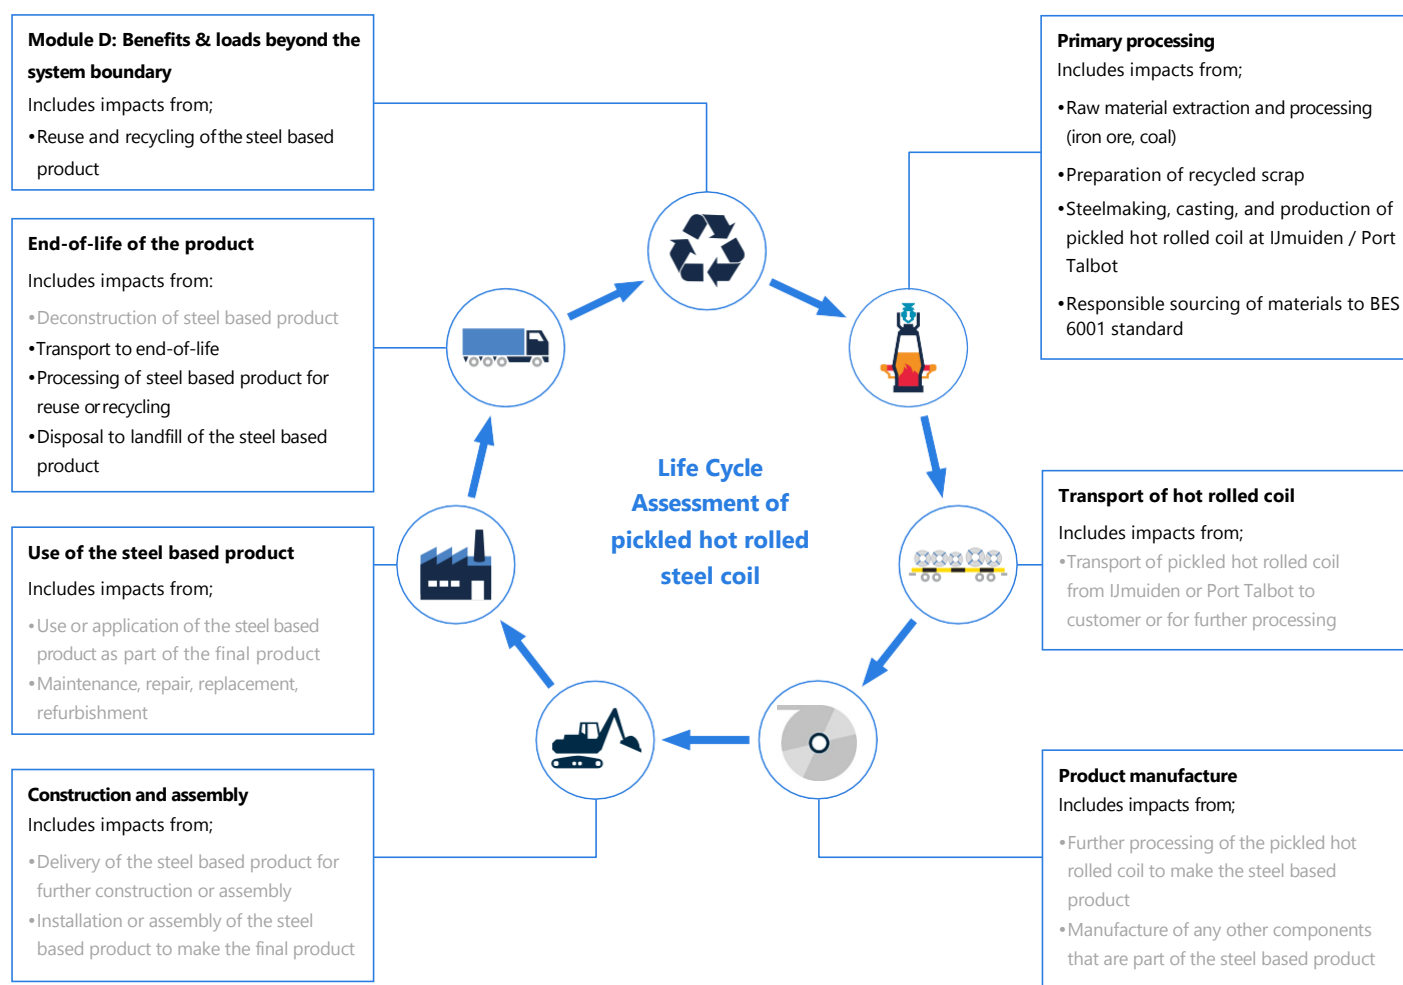 Module D: Benefits & loads beyond the
system boundary
Includes impacts from;
•Reuse and recycling of the steel based
product
End-of-life of the product
Includes impacts from:
•Deconstruction of steel based product
•Transport to end-of-life
•Processing of steel based product for
reuse or recycling
•Disposal to landfill of the steel based
product
Use of the steel based product
Includes impacts from;
•Use or application of the steel based
product as part of the final product
•Maintenance, repair, replacement,
refurbishment
Construction and assembly
Includes impacts from;
•Delivery of the steel based product for
further construction or assembly
•Installation or assembly of the steel
based product to make the final product
Life Cycle
Assessment of
pickled hot rolled
steel coil
Primary processing
Includes impacts from;
•Raw material extraction and processing
(iron ore, coal)
•Preparation of recycled scrap
•Steelmaking, casting, and production of
pickled hot rolled coil at IJmuiden / Port
Talbot
•Responsible sourcing of materials to BES
6001 standard
Transport of hot rolled coil
Includes impacts from;
•Transport of pickled hot rolled coil
from IJmuiden or Port Talbot to
customer or for further processing
Product manufacture
Includes impacts from;
•Further processing of the pickled hot
rolled coil to make the steel based
product
•Manufacture of any other components
that are part of the steel based product